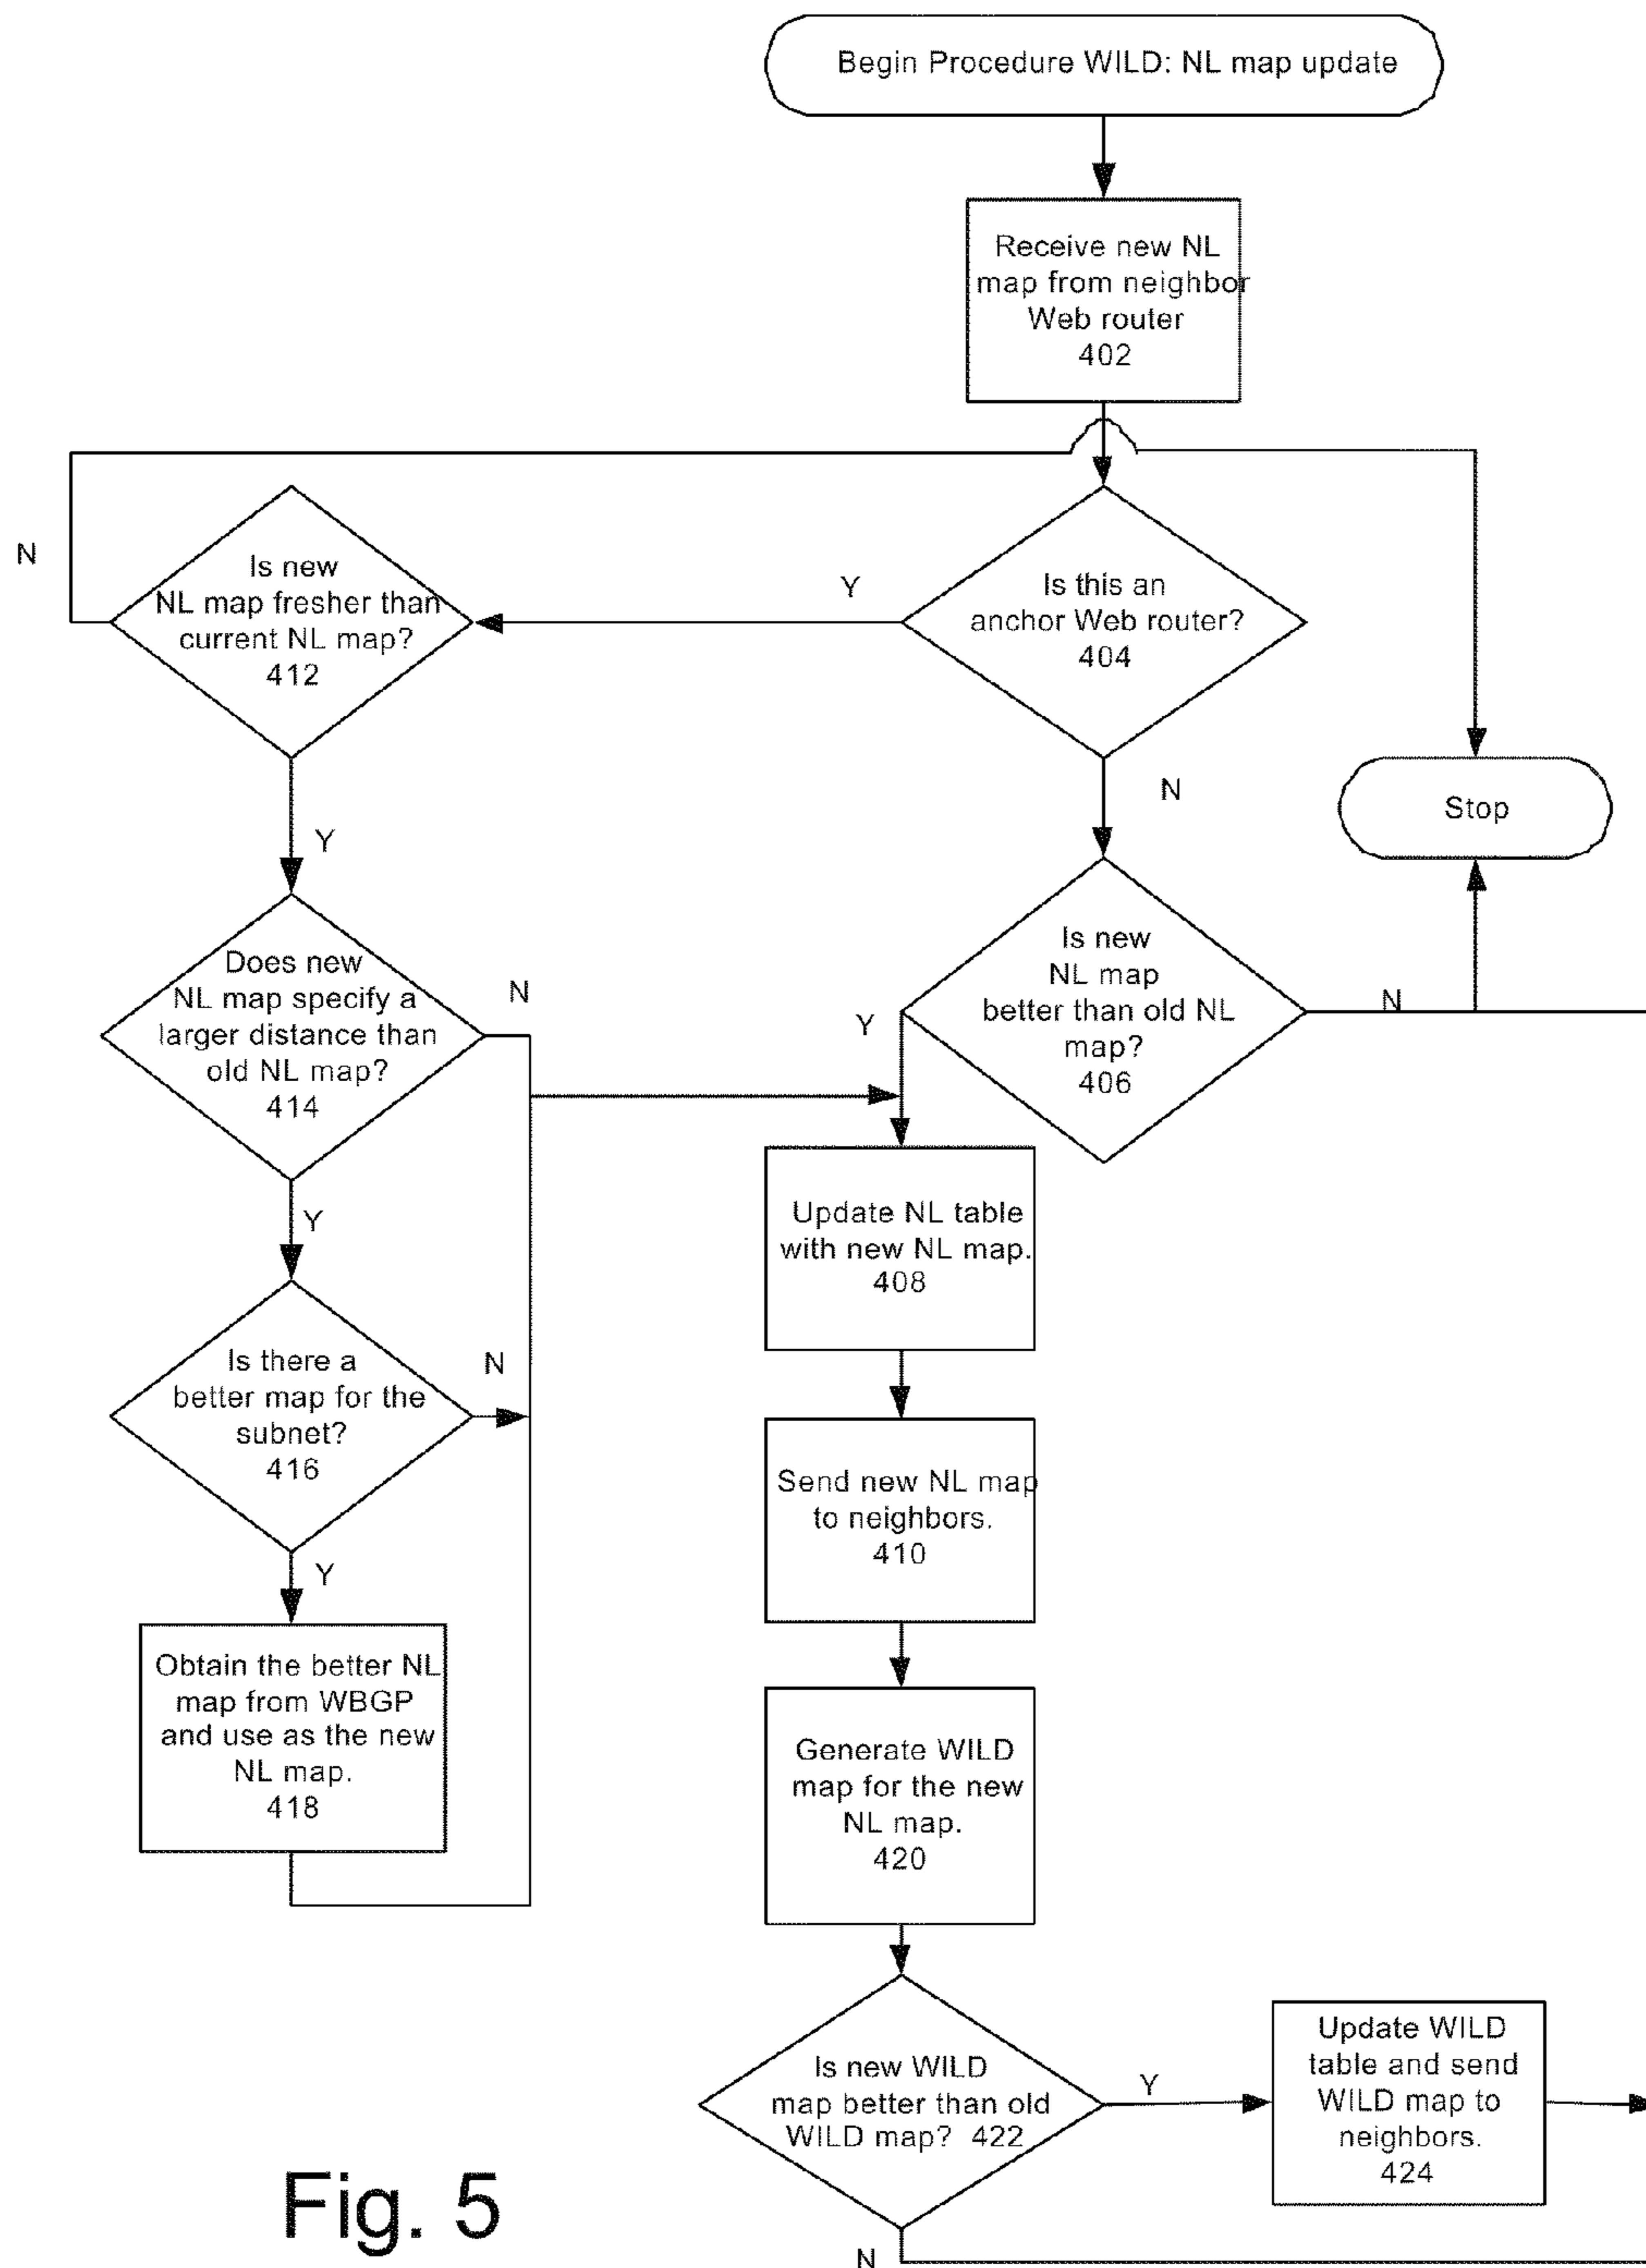 Begin Procedure WILD: NL map update
Receive new NL
map from neighbor
Web router
402
N
Is new
NL map fresher than
current NL map?
412
Y
Is this an
anchor Web router?
404
Y
N
Stop
Does new
NL map specify a
larger distance than
old NL map?
414
N
Y
Is new
NL map
better than old NL
map?
406
N
Y
Update NL table
with new NL map.
408
Is there a
better map for the
subnet?
416
N
Y
Send new NL map
to neighbors.
410
Obtain the better NL
map from WBGP
and use as the new
NL map.
418
Generate WILD
map for the new
NL map.
420
Is new WILD
map better than old
WILD map? 422
Y
Update WILD
table and send
WILD map to
neighbors.
424
N
Fig. 5